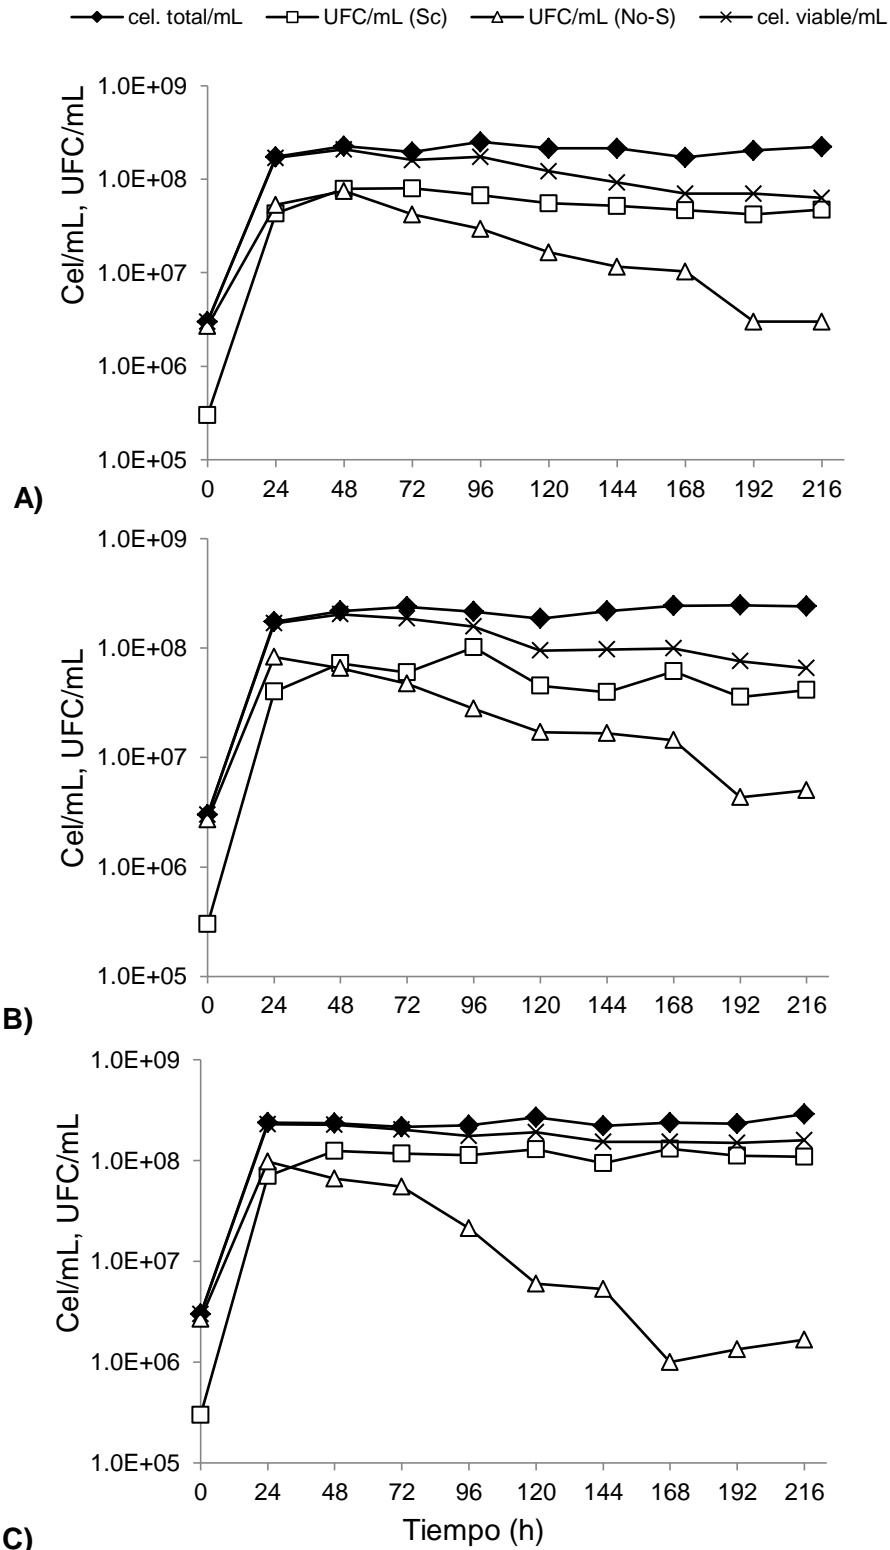 cel. total/mL UFC/mL (Sc) UFC/mL (No-S) cel. viable/mL
Cel/mL, UFC/mL
1.0E+09
1.0E+08
1.0E+07
1.0E+06
1.0E+05
0 24 48 72 96 120 144 168 192 216
A)
Cel/mL, UFC/mL
1.0E+09
1.0E+08
1.0E+07
1.0E+06
1.0E+05
0 24 48 72 96 120 144 168 192 216
B)
Cel/mL, UFC/mL
1.0E+09
1.0E+08
1.0E+07
1.0E+06
1.0E+05
0 24 48 72 96 120 144 168 192 216
Tiempo (h)
C)